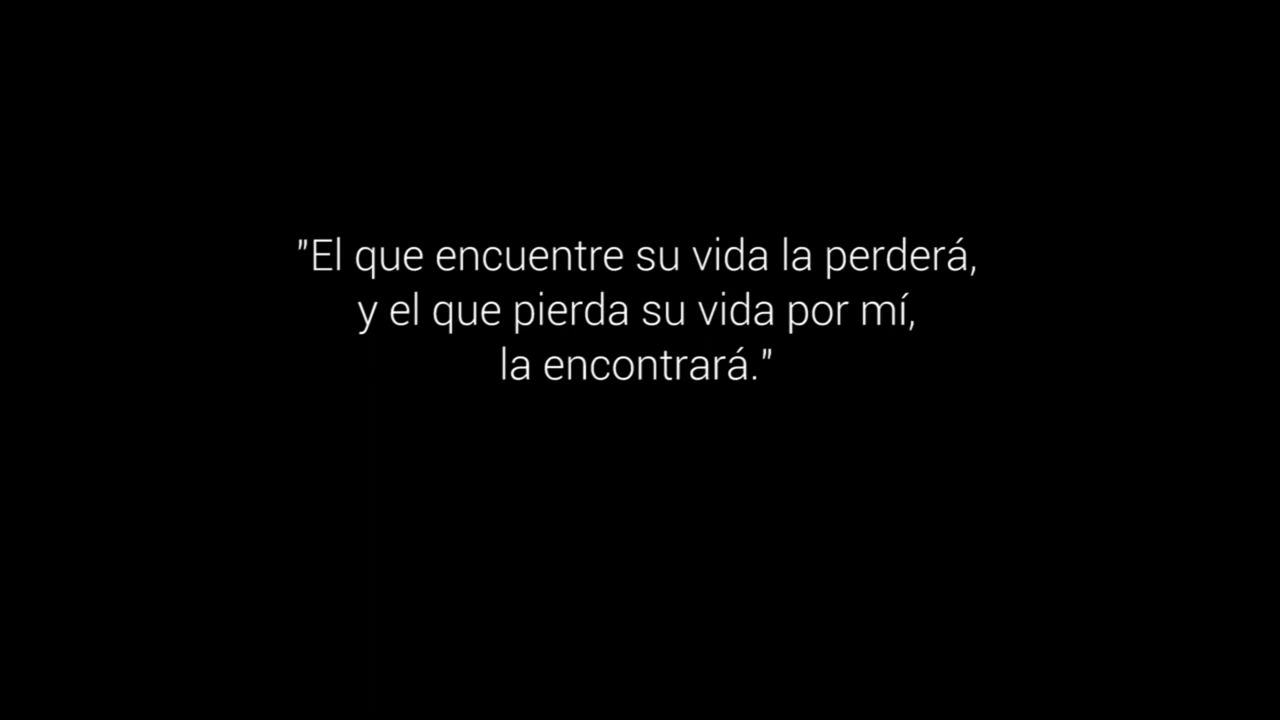 "El que encuentre su vida la perderá,
y el que pierda su vida por mí,
la encontrará."